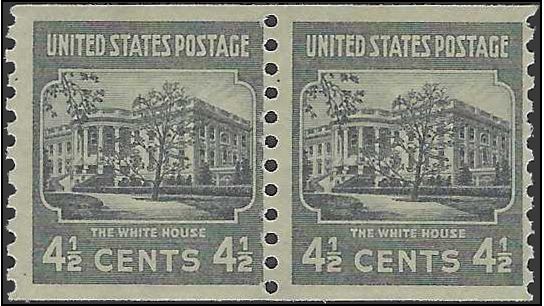 UNITED STATES POSTAGE
THE WHITE HOUSE
4½ CENTS 4½
UNITED STATES POSTAGE
THE WHITE HOUSE
4½ CENTS 4½